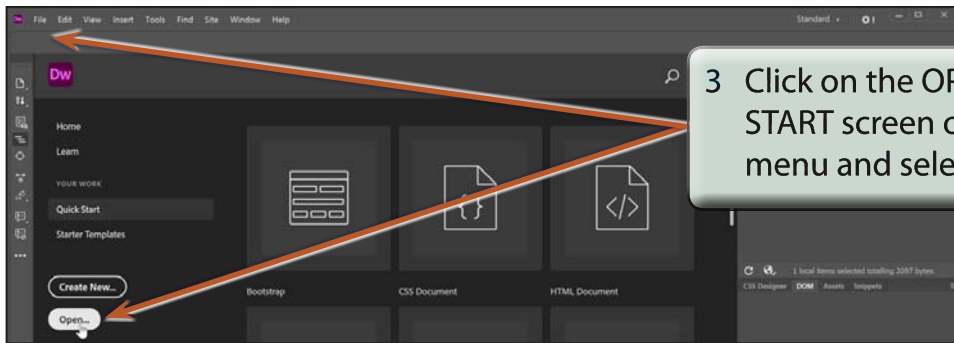 Dw File Edit View Insert Tools Find Site Window Help Standard
Dw
Home
Learn
YOUR WORK
Quick Start
Starter Templates
Create New...
Open...
Bootstrap CSS Document HTML Document
</>
{ }
3 Click on the
START screen
menu and
1 local items selected totalling 2097 bytes.
CSS Designer DOM Assets Snippets